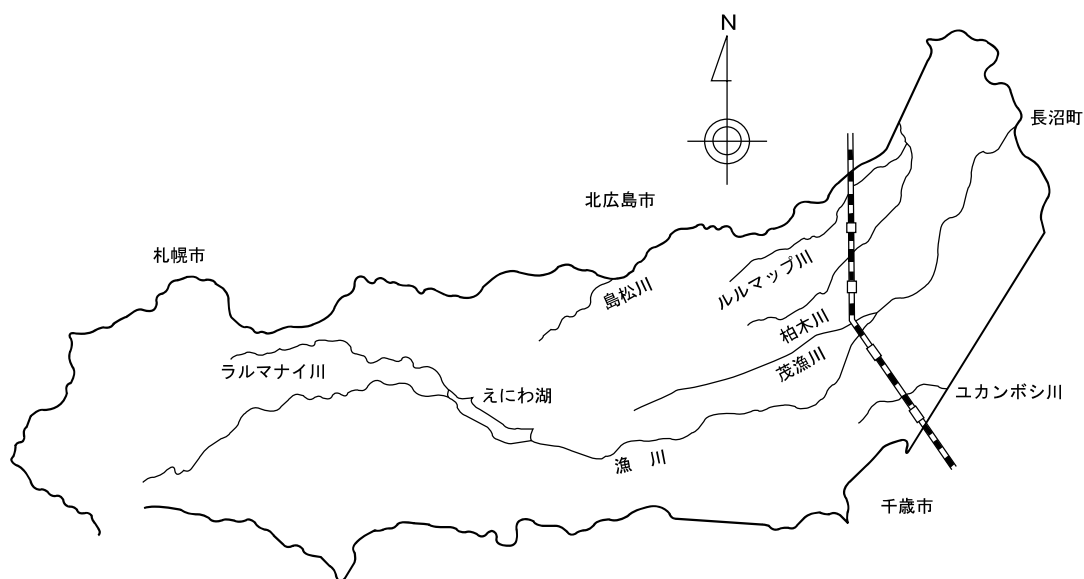 N
長沼町
北広島市
札幌市
島松川
ルルマップ川
柏木川
茂漁川
ラルマナイ川
えにわ湖
ユカンボシ川
漁　川
千歳市